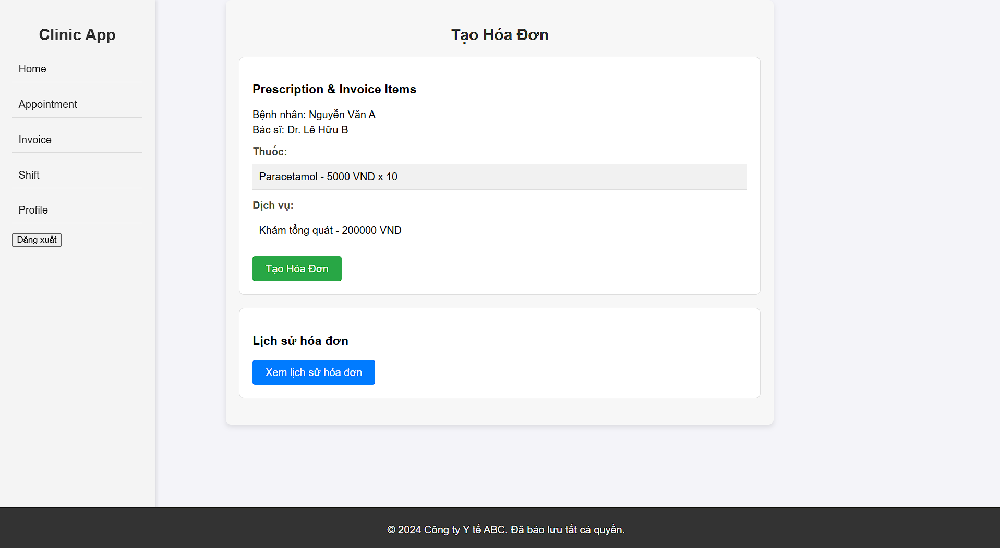 Clinic App
Home
Appointment
Invoice
Shift
Profile
Đăng xuất
Tạo Hóa Đơn
Prescription & Invoice Items
Bệnh nhân: Nguyễn Văn A
Bác sĩ: Dr. Lê Hữu B
Thuốc:
Paracetamol - 5000 VND x 10
Dịch vụ:
Khám tổng quát - 200000 VND
Tạo Hóa Đơn
Lịch sử hóa đơn
Xem lịch sử hóa đơn
© 2024 Công ty Y tế ABC. Đã bảo lưu tất cả quyền.